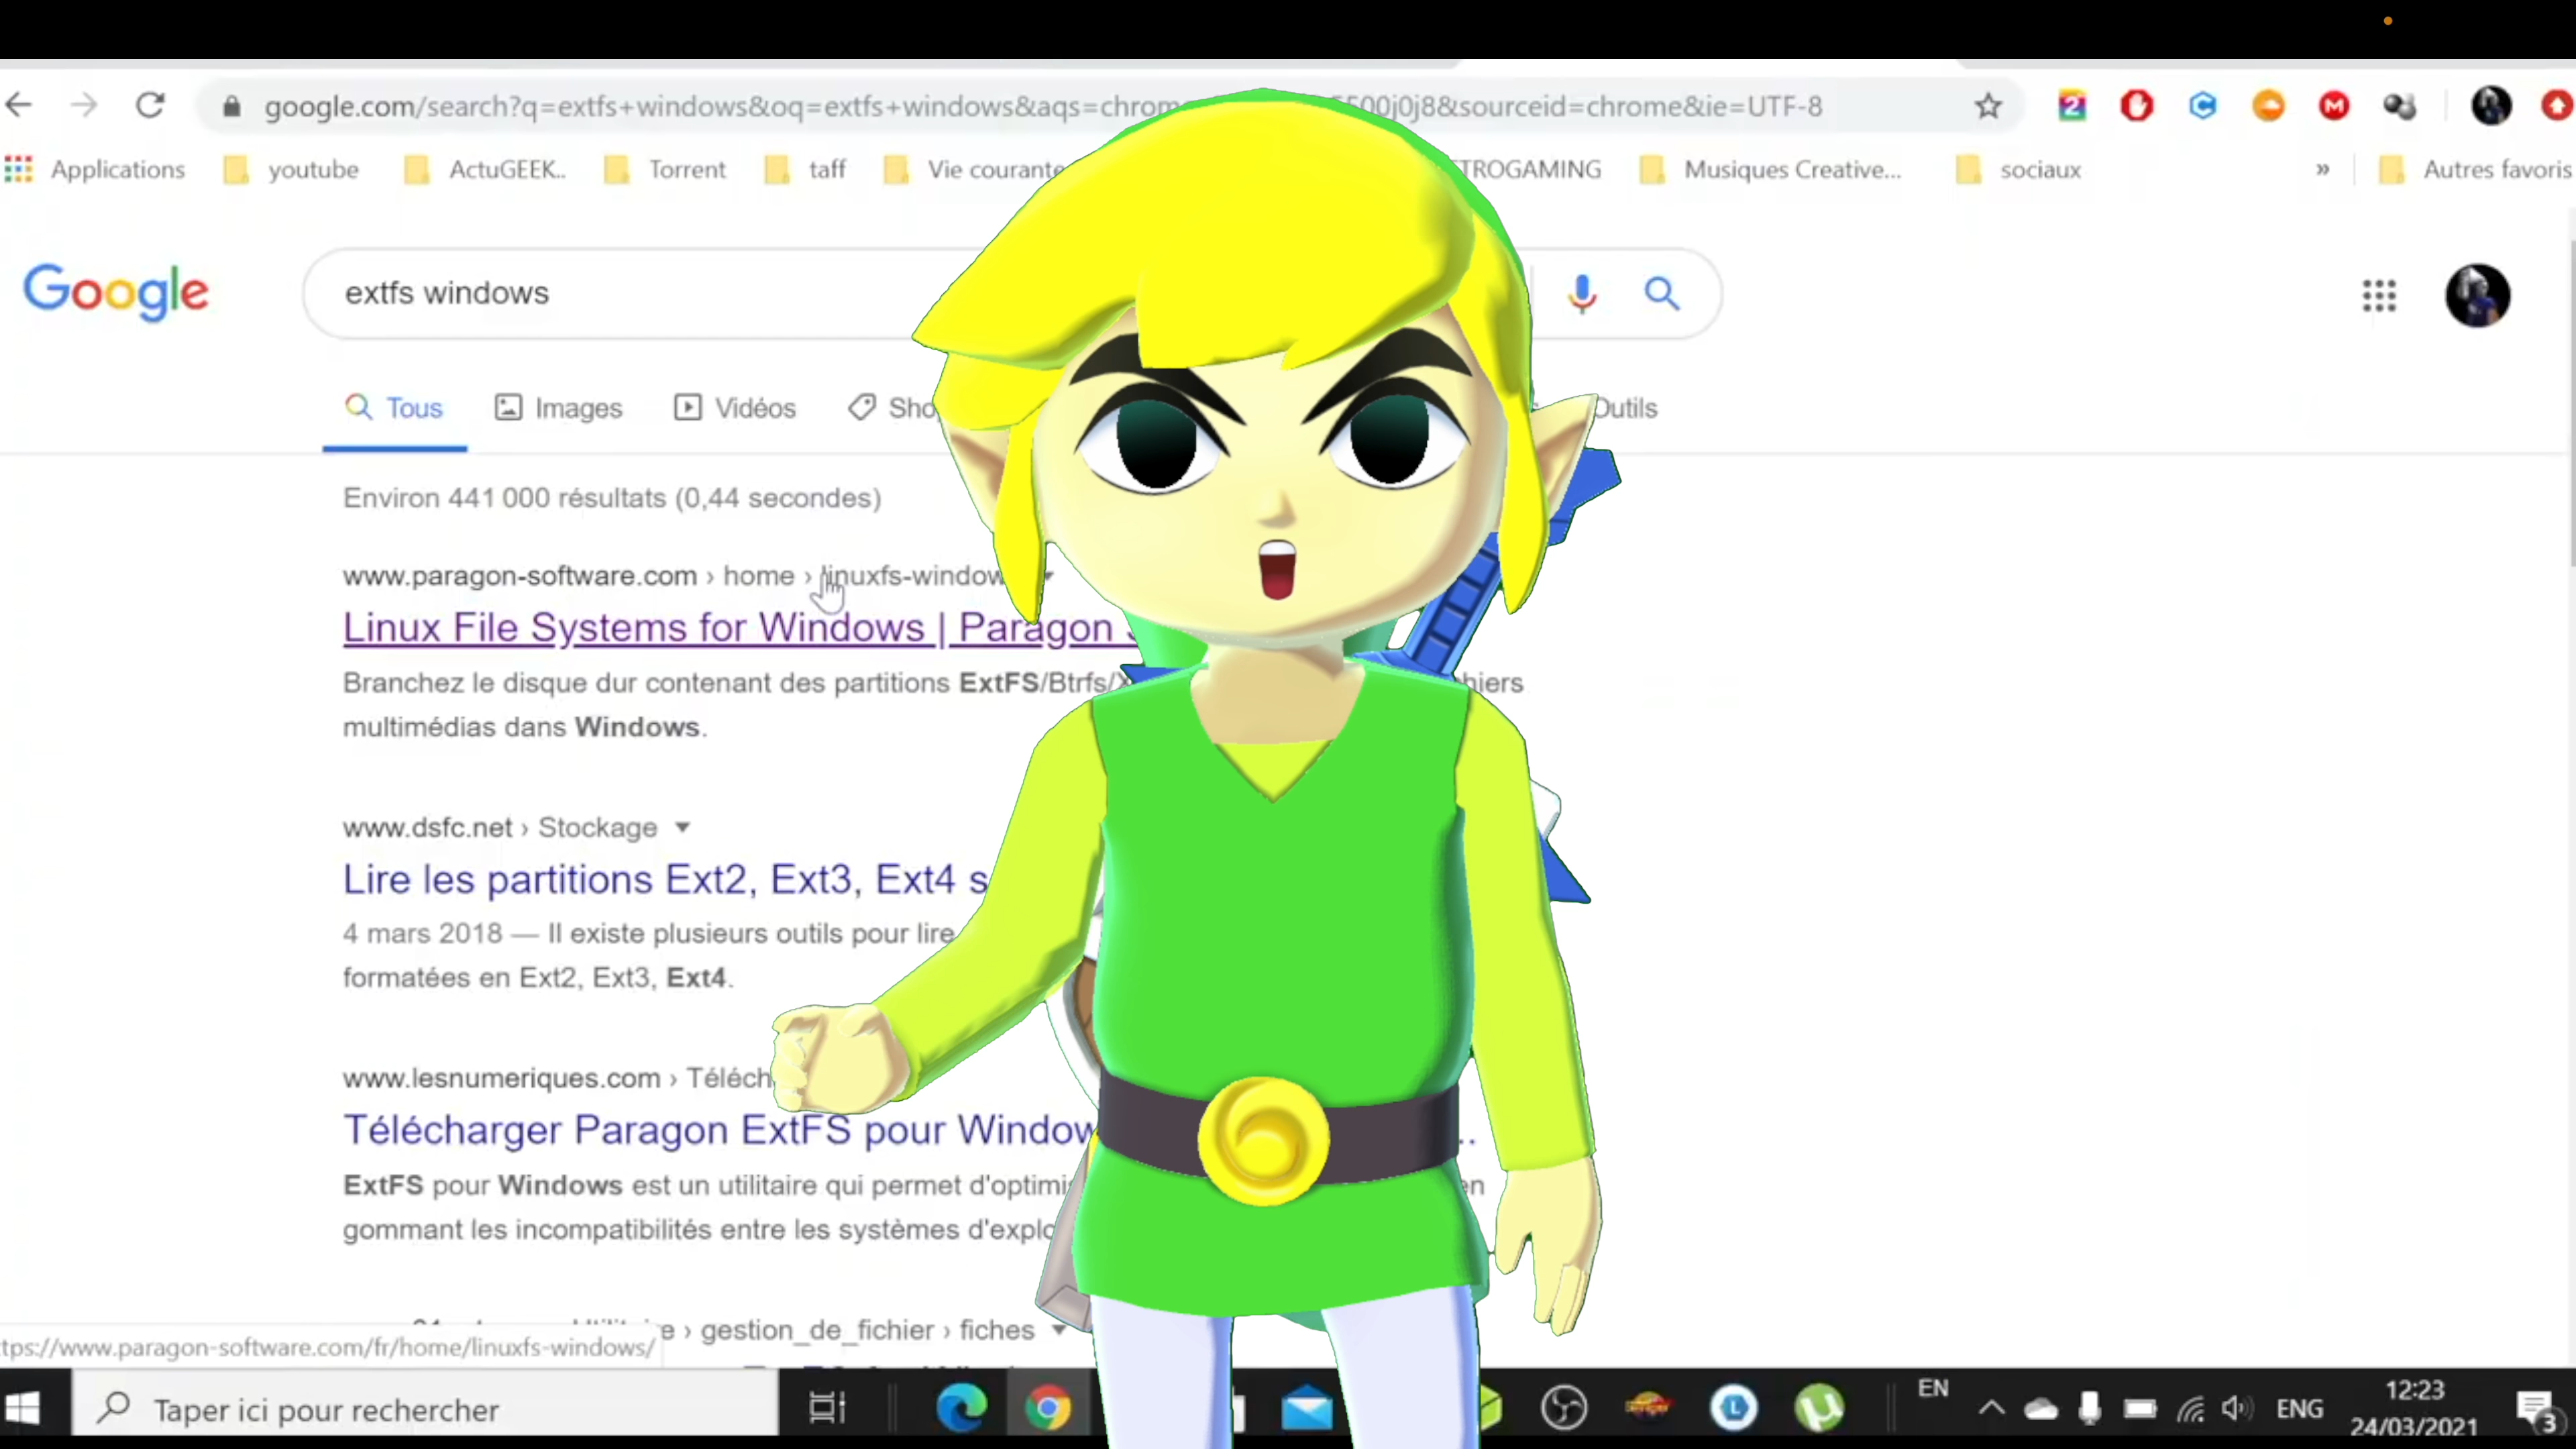 google.com/search?q=extfs+windows&oq=extfs+windows&aqs=chrom 5500j0j8&sourceid=chrome&ie=UTF-8
Applications youtube ActuGEEK.. Torrent taff Vie courante TROGAMING Musiques Creative... sociaux » Autres favoris
Google extfs windows
Tous Images Vidéos Sho Outils
Environ 441 000 résultats (0,44 secondes)
www.paragon-software.com › home › linuxfs-window
Linux File Systems for Windows | Paragon
Branchez le disque dur contenant des partitions ExtFS/Btrfs/X hiers
multimédias dans Windows.
www.dsfc.net › Stockage
Lire les partitions Ext2, Ext3, Ext4 s
4 mars 2018 — Il existe plusieurs outils pour lire
formatées en Ext2, Ext3, Ext4.
www.lesnumeriques.com › Téléch
Télécharger Paragon ExtFS pour Window ..
ExtFS pour Windows est un utilitaire qui permet d'optimi en
gommant les incompatibilités entre les systèmes d'explo
e › gestion_de_fichier › fiches
tps://www.paragon-software.com/fr/home/linuxfs-windows/
Taper ici pour rechercher
EN
ENG
12:23
24/03/2021
3